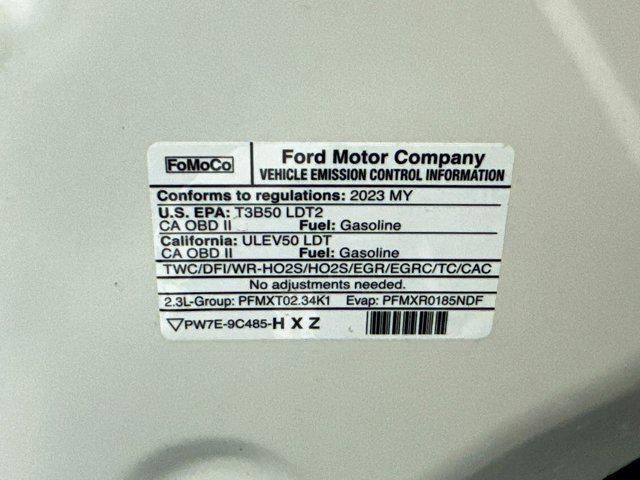 FoMoCo
Ford Motor Company
VEHICLE EMISSION CONTROL INFORMATION
Conforms to regulations: 2023 MY
U.S. EPA: T3B50 LDT2
CA OBD II Fuel: Gasoline
California: ULEV50 LDT
CA OBD II Fuel: Gasoline
TWC/DFI/WR-HO2S/HO2S/EGR/EGRC/TC/CAC
No adjustments needed.
2.3L-Group: PFMXT02.34K1 Evap: PFMXR0185NDF
PW7E-9C485-H X Z